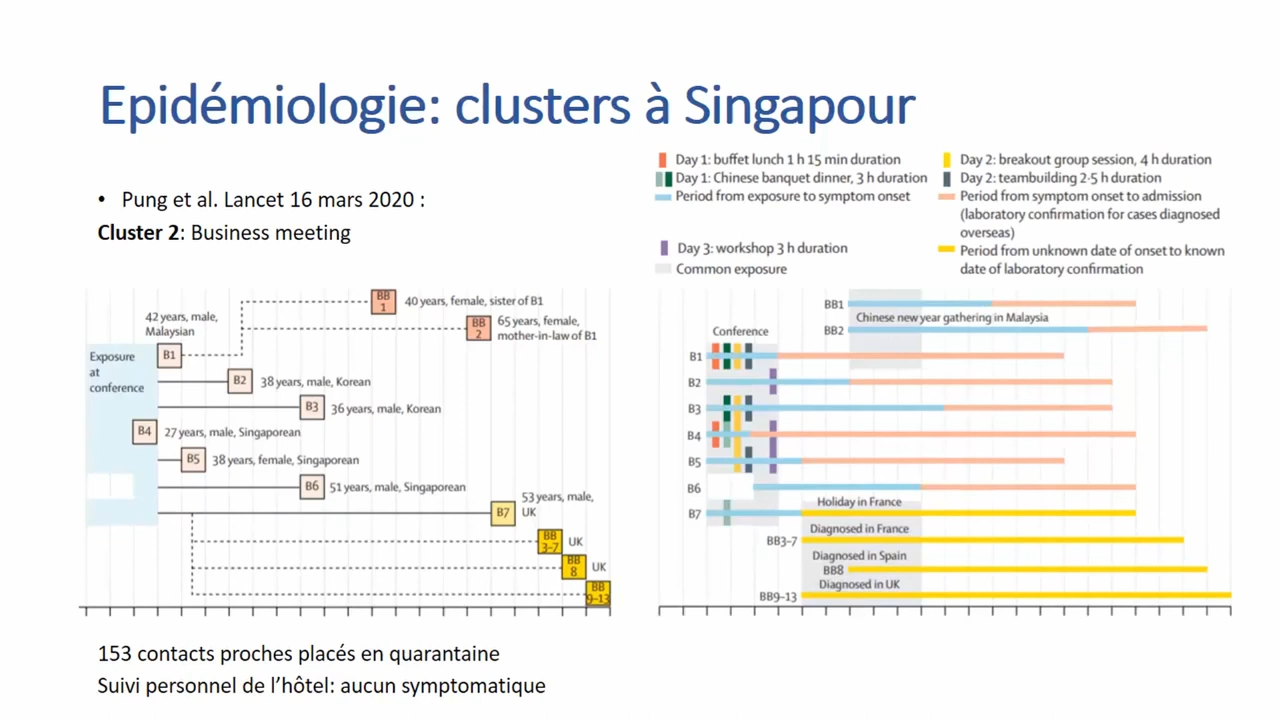 Epidémiologie: clusters à Singapour
• Pung et al. Lancet 16 mars 2020 :
Cluster 2: Business meeting
BB
1
40 years, female, sister of B1
42 years, male,
Malaysian
BB
2
65 years, female,
mother-in-law of B1
Exposure
at
conference
B1
B2
38 years, male, Korean
B3
36 years, male, Korean
B4
27 years, male, Singaporean
B5
38 years, female, Singaporean
B6
51 years, male, Singaporean
53 years, male,
B7
UK
BB
3-7
UK
BB
8
UK
BB
9-13
Day 1: buffet lunch 1 h 15 min duration
Day 1: Chinese banquet dinner, 3 h duration
Period from exposure to symptom onset
Day 3: workshop 3 h duration
Common exposure
Day 2: breakout group session, 4 h duration
Day 2: teambuilding 2·5 h duration
Period from symptom onset to admission
(laboratory confirmation for cases diagnosed
overseas)
Period from unknown date of onset to known
date of laboratory confirmation
BB1
Chinese new year gathering in Malaysia
BB2
Conference
B1
B2
B3
B4
B5
B6
Holiday in France
B7
Diagnosed in France
BB3–7
Diagnosed in Spain
BB8
Diagnosed in UK
BB9–13
153 contacts proches placés en quarantaine
Suivi personnel de l’hôtel: aucun symptomatique